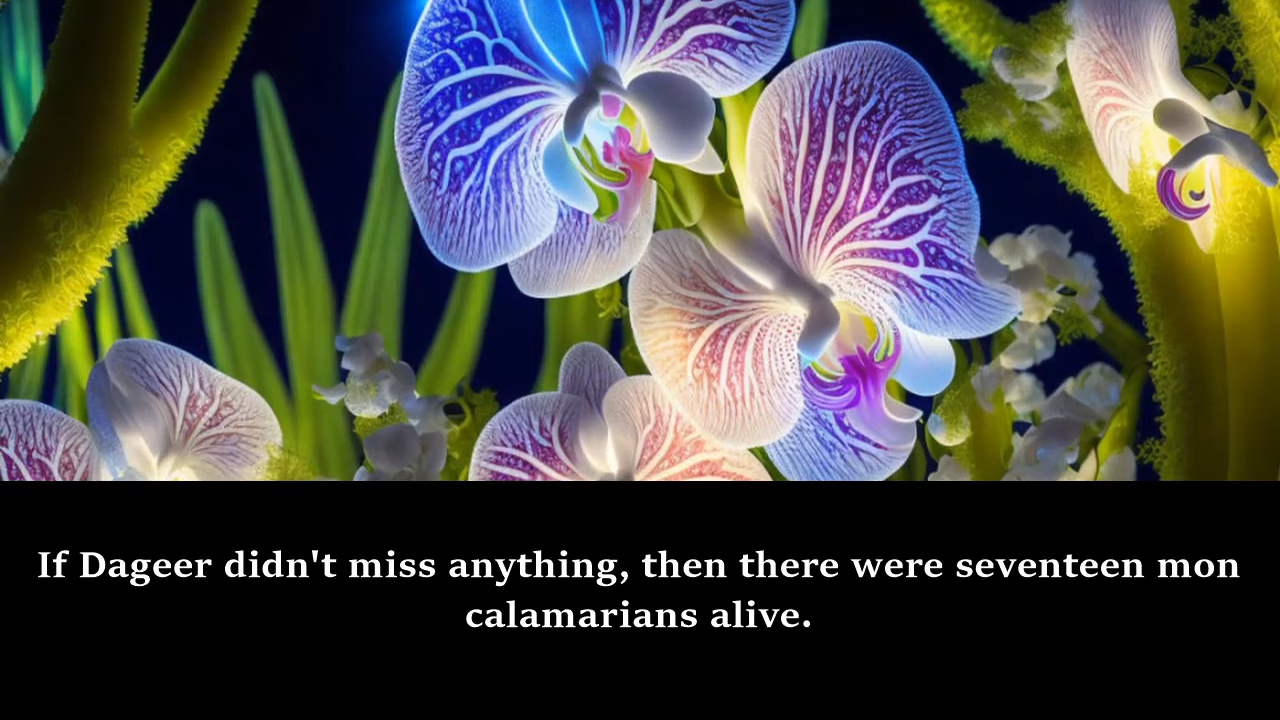 If Dageer didn't miss anything, then there were seventeen mon
calamarians alive.